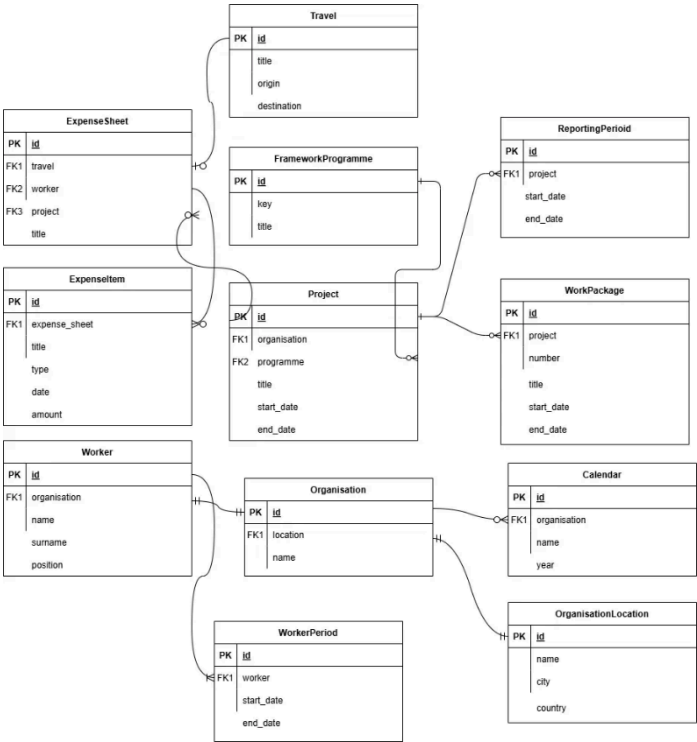 Travel
PK id
title
origin
destination
ExpenseSheet
PK id
FK1 travel
FK2 worker
FK3 project
title
FrameworkProgramme
PK id
key
title
ReportingPerioid
PK id
FK1 project
start_date
end_date
ExpenseItem
PK id
FK1 expense_sheet
title
type
date
amount
Project
PK id
FK1 organisation
FK2 programme
title
start_date
end_date
WorkPackage
PK id
FK1 project
number
title
start_date
end_date
Worker
PK id
FK1 organisation
name
surname
position
Organisation
PK id
FK1 location
name
Calendar
PK id
FK1 organisation
name
year
WorkerPeriod
PK id
FK1 worker
start_date
end_date
OrganisationLocation
PK id
name
city
country